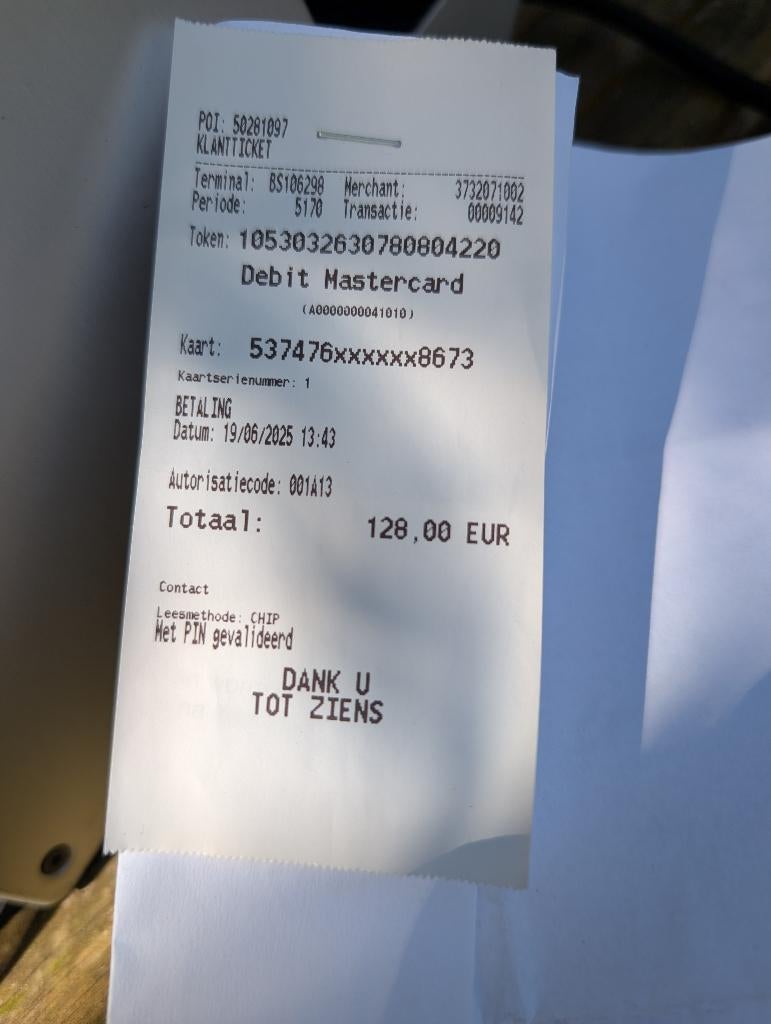 POI: 50281097
KLANTTICKET
Terminal: BS106298 Merchant: 3732071002
Periode: 5170 Transactie: 00009142
Token: 1053032630780804220
Debit Mastercard
(A0000000041010)
Kaart: 537476xxxxxx8673
Kaartserienummer: 1
BETALING
Datum: 19/06/2025 13:43
Autorisatiecode: 001A13
Totaal: 128,00 EUR
Contact
Leesmethode: CHIP
Met PIN gevalideerd
DANK U
TOT ZIENS